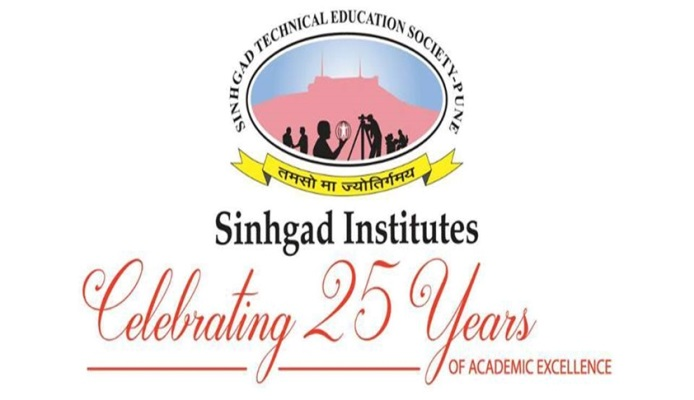 SINHGAD TECHNICAL EDUCATION SOCIETY-PUNE
तमसो मा ज्योतिर्गमय
Sinhgad Institutes
Celebrating 25 Years
OF ACADEMIC EXCELLENCE